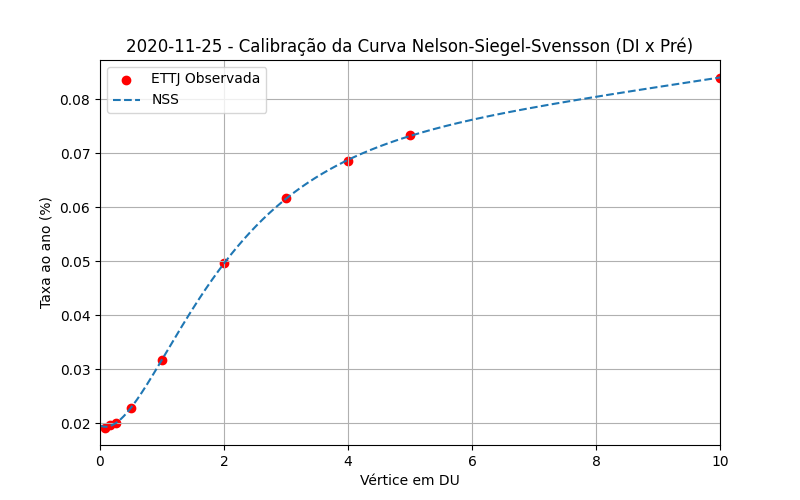 2020-11-25 - Calibração da Curva Nelson-Siegel-Svensson (DI x Pré)
ETTJ Observada
NSS
Taxa ao ano (%)
0.08
0.07
0.06
0.05
0.04
0.03
0.02
0
2
4
6
8
10
Vértice em DU